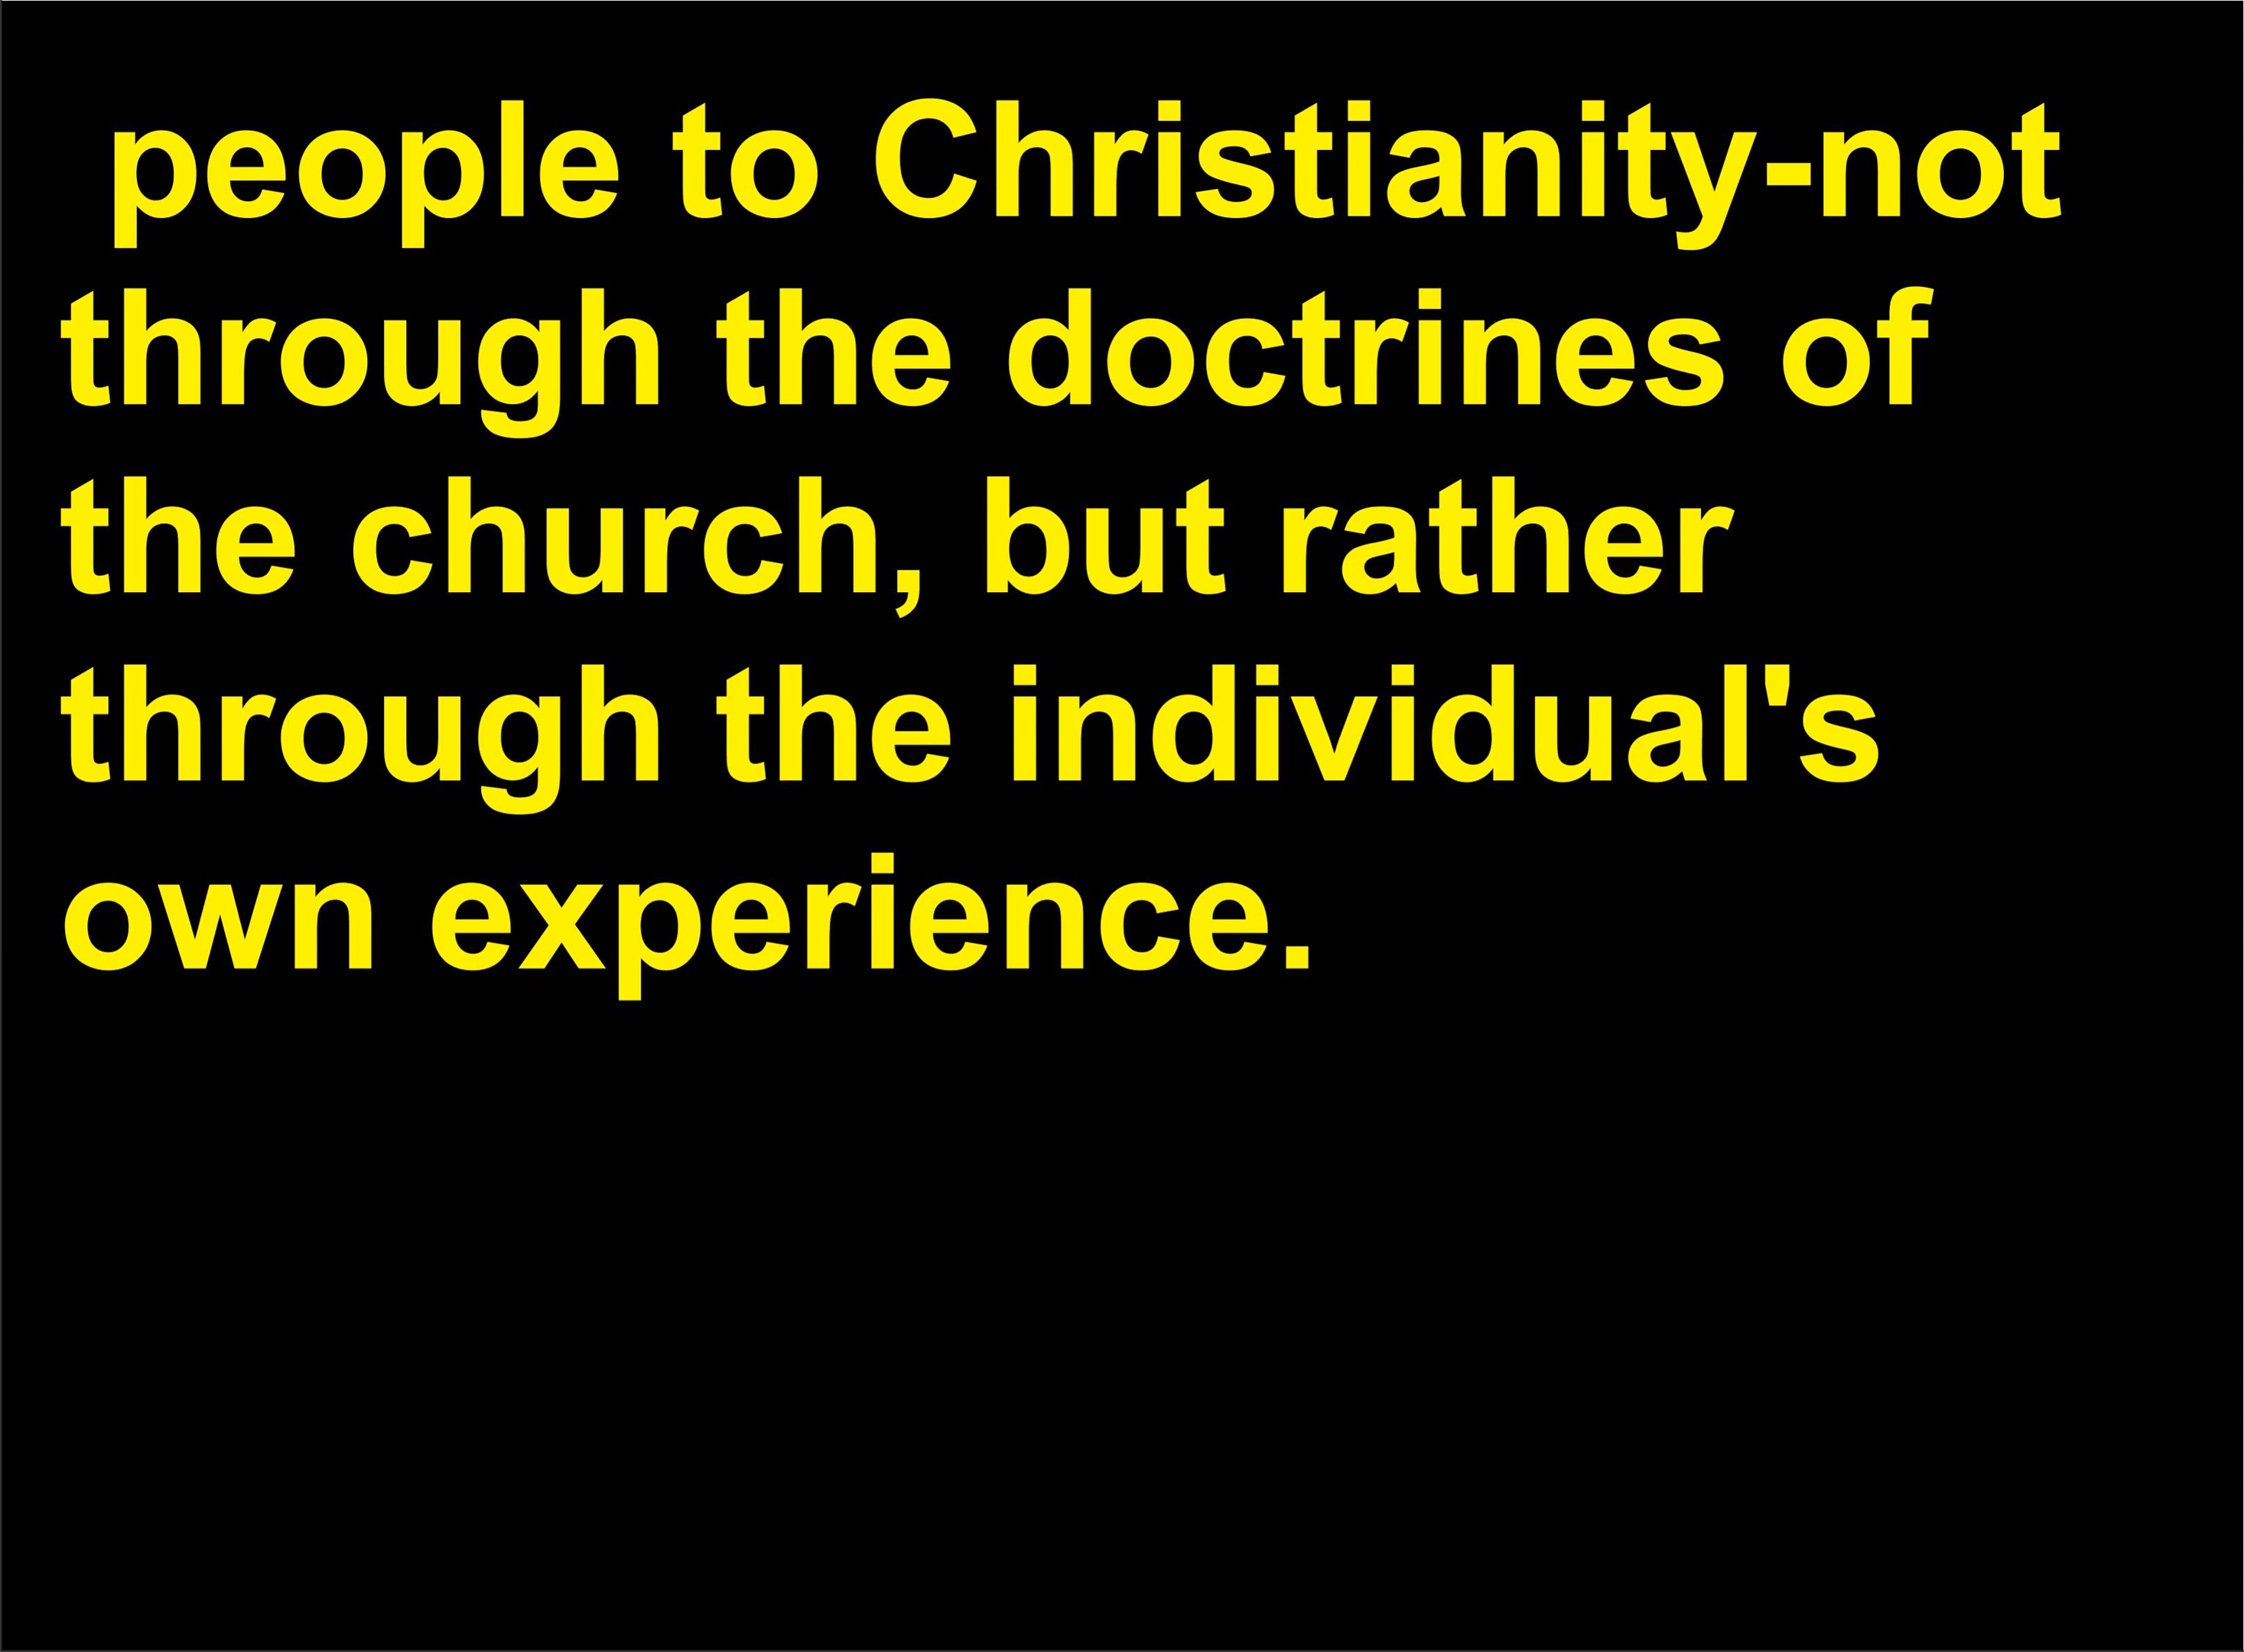 people to Christianity-not
through the doctrines of
the church, but rather
through the individual's
own experience.